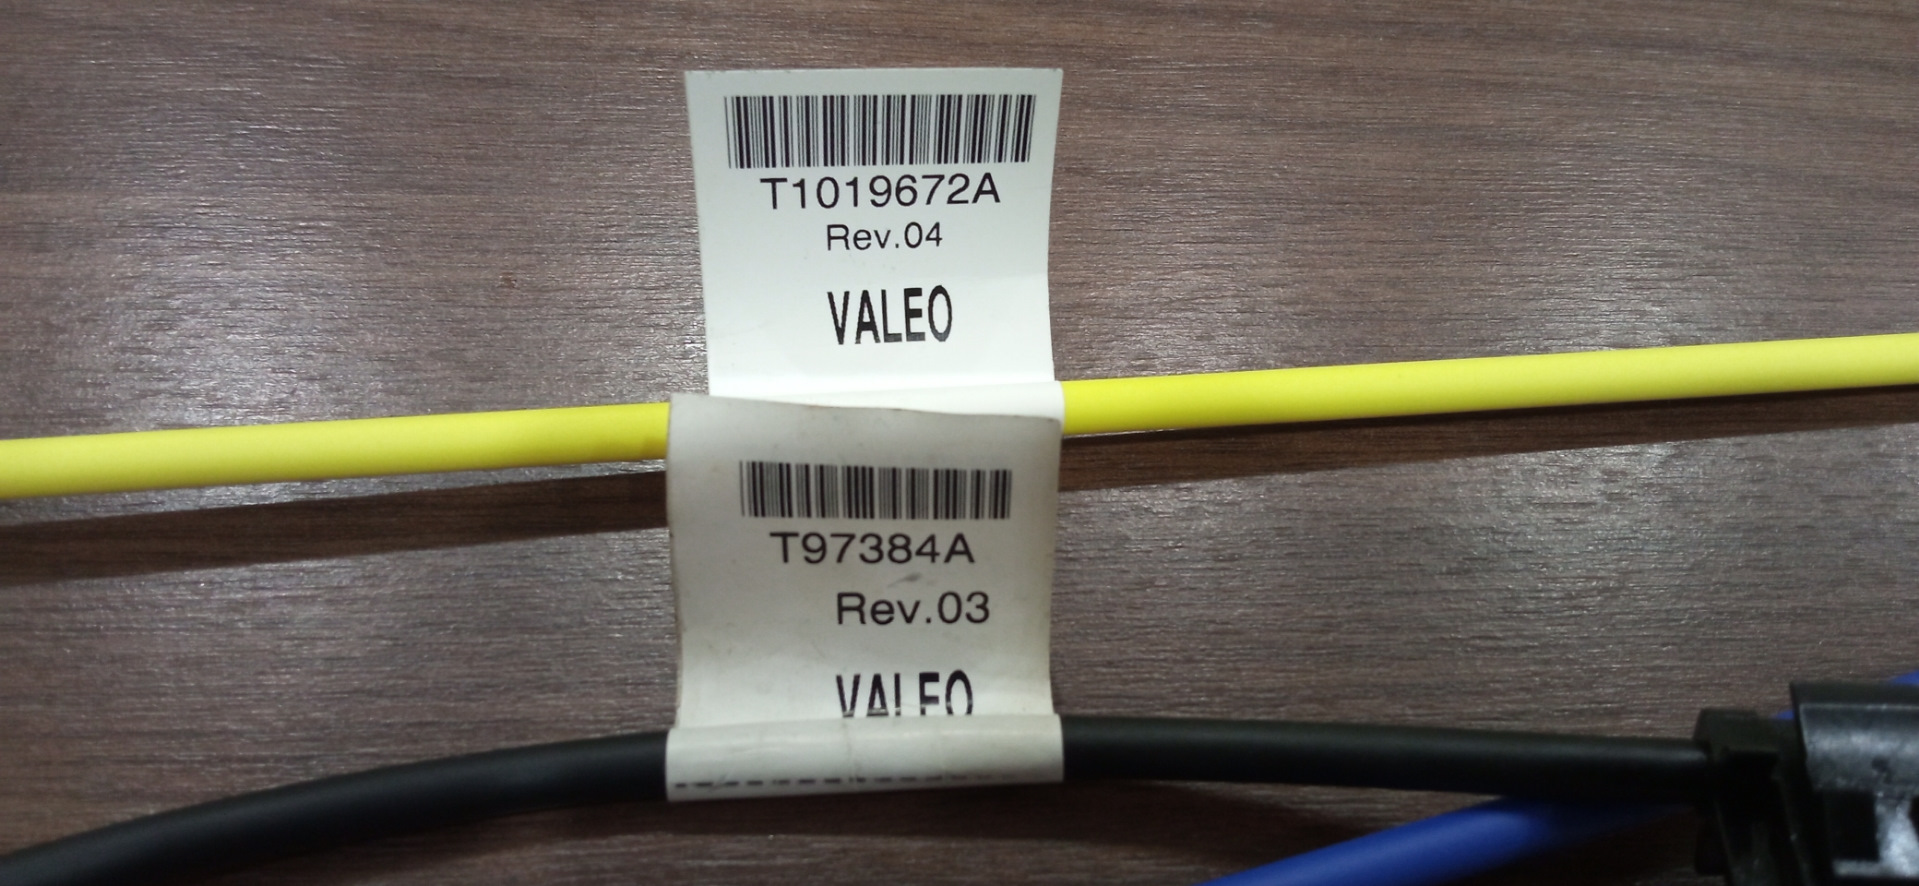 T1019672A
Rev.04
VALEO
T97384A
Rev.03
VALEO